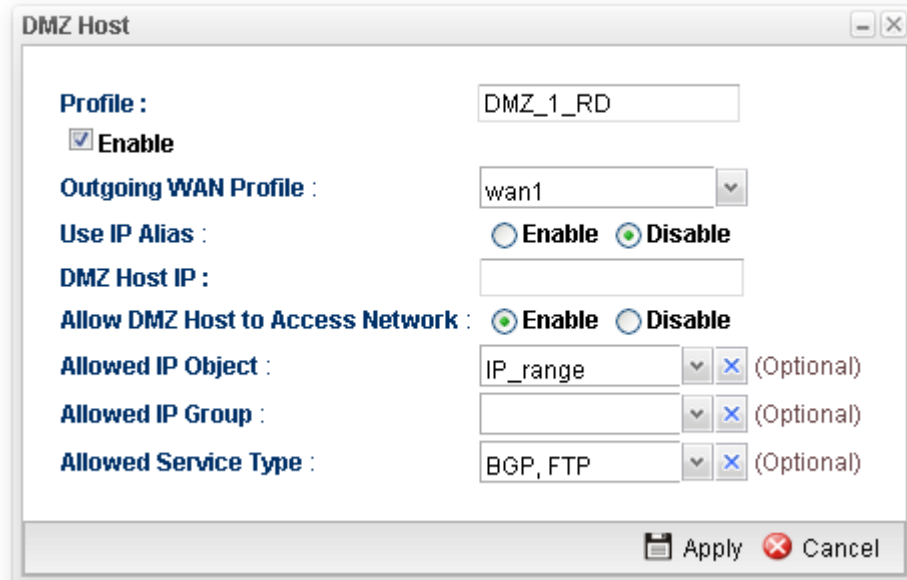 DMZ Host
Profile : DMZ_1_RD
Enable
Outgoing WAN Profile : wan1
Use IP Alias : Enable Disable
DMZ Host IP :
Allow DMZ Host to Access Network : Enable Disable
Allowed IP Object : IP_range (Optional)
Allowed IP Group : (Optional)
Allowed Service Type : BGP, FTP (Optional)
Apply Cancel